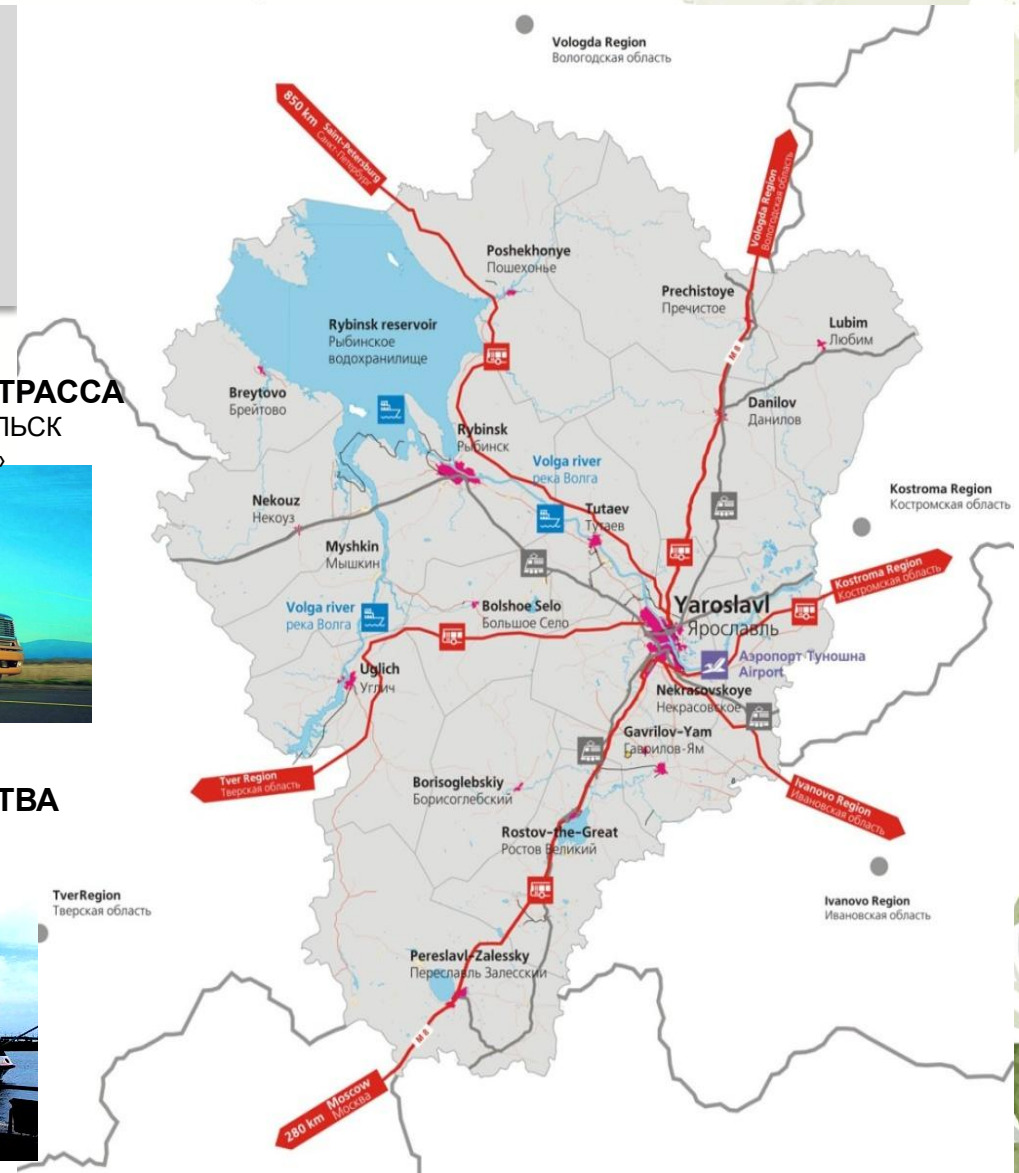 Vologda Region
Вологодская область
850 km Saint-Petersburg
Санкт-Петербург
Vologda Region
Вологодская область
Poshekhonye
Пошехонье
Prechistoye
Пречистое
Lubim
Любим
Rybinsk reservoir
Рыбинское
водохранилище
M 8
ТРАССА
ЛЬСК
»
Breytovo
Брейтово
Danilov
Данилов
Rybinsk
Рыбинск
Volga river
река Волга
Kostroma Region
Костромская область
Nekouz
Некоуз
Tutaev
Тутаев
Myshkin
Мышкин
Kostroma Region
Костромская область
Volga river
река Волга
Bolshoe Selo
Большое Село
Yaroslavl
Ярославль
Аэропорт Туношна
Airport
Uglich
Углич
Nekrasovskoye
Некрасовское
Gavrilov-Yam
Гаврилов-Ям
Tver Region
Тверская область
Borisoglebskiy
Борисоглебский
Ivanovo Region
Ивановская область
ТВА
Rostov-the-Great
Ростов Великий
TverRegion
Тверская область
Ivanovo Region
Ивановская область
Pereslavl-Zalessky
Переславль Залесский
M 8
280 km Moscow
Москва